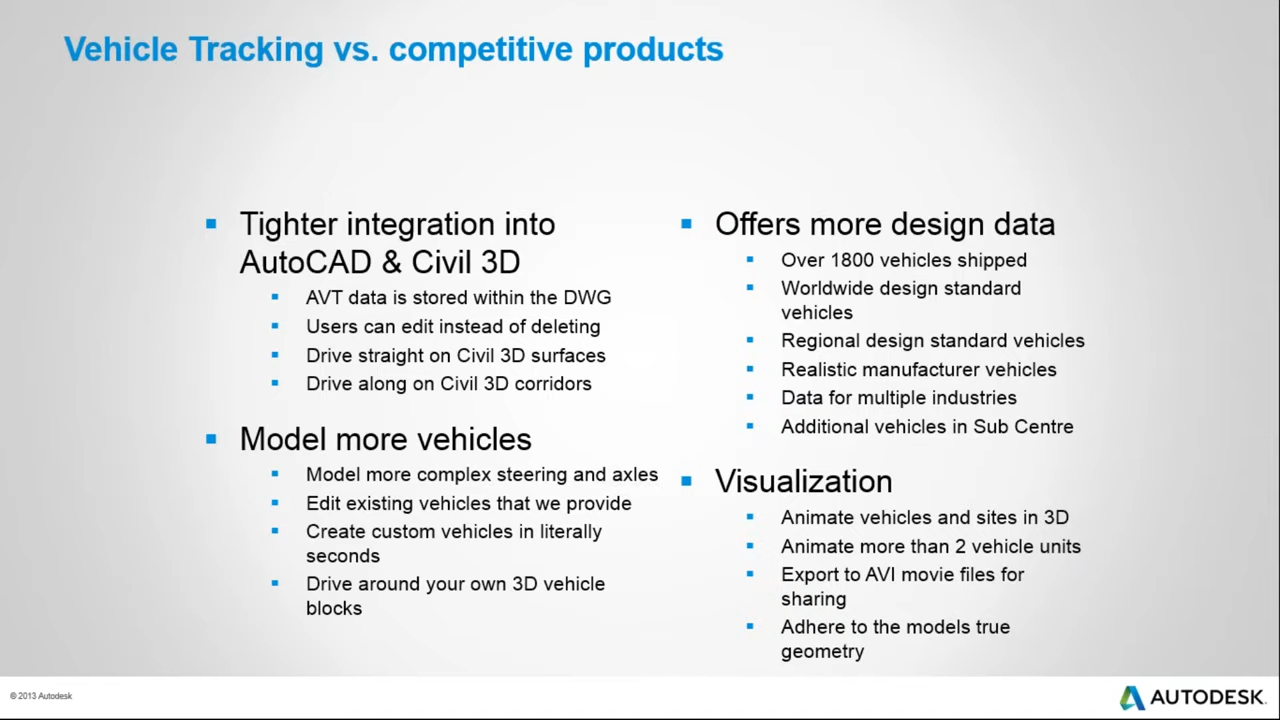 Vehicle Tracking vs. competitive products
Tighter integration into
AutoCAD & Civil 3D
AVT data is stored within the DWG
Users can edit instead of deleting
Drive straight on Civil 3D surfaces
Drive along on Civil 3D corridors
Model more vehicles
Model more complex steering and axles
Edit existing vehicles that we provide
Create custom vehicles in literally
seconds
Drive around your own 3D vehicle
blocks
Offers more design data
Over 1800 vehicles shipped
Worldwide design standard
vehicles
Regional design standard vehicles
Realistic manufacturer vehicles
Data for multiple industries
Additional vehicles in Sub Centre
Visualization
Animate vehicles and sites in 3D
Animate more than 2 vehicle units
Export to AVI movie files for
sharing
Adhere to the models true
geometry
© 2013 Autodesk
AUTODESK.